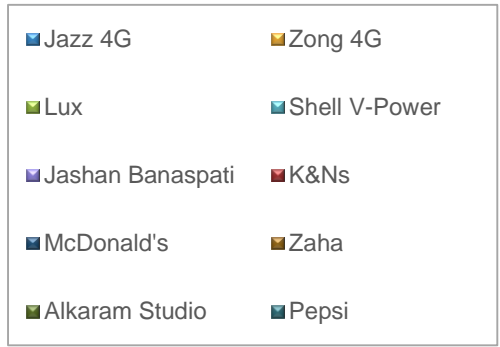 Jazz 4G Zong 4G
Lux Shell V-Power
Jashan Banaspati K&Ns
McDonald's Zaha
Alkaram Studio Pepsi